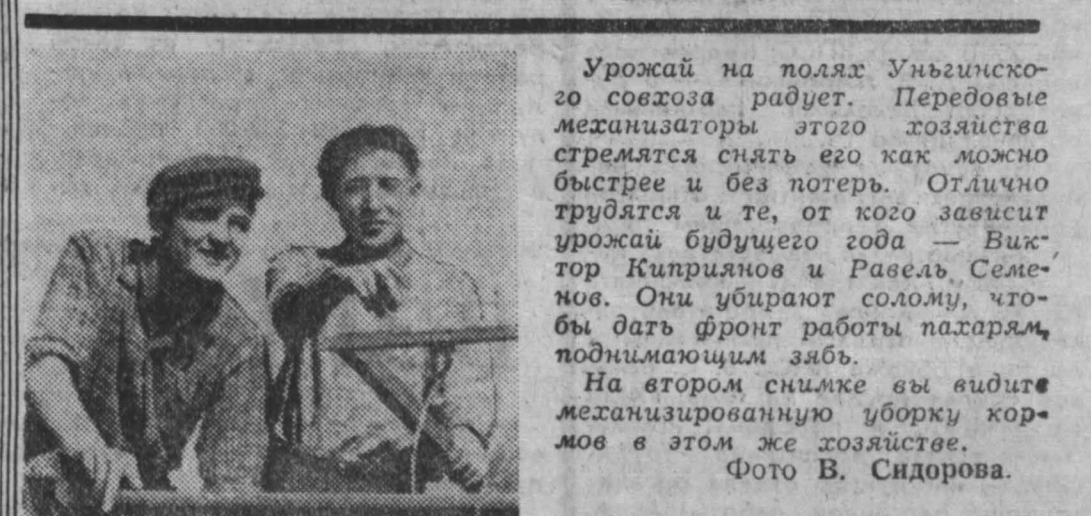 Урожай на полях Уньгинско-
го совхоза радует. Передовые
механизаторы этого хозяйства
стремятся снять его как можно
быстрее и без потерь. Отлично
трудятся и те, от кого зависит
урожай будущего года — Вик-
тор Киприянов и Равель Семе-
нов. Они убирают солому, что-
бы дать фронт работы пахарям,
поднимающим зябь.
На втором снимке вы видите
механизированную уборку кор-
мов в этом же хозяйстве.
Фото В. Сидорова.